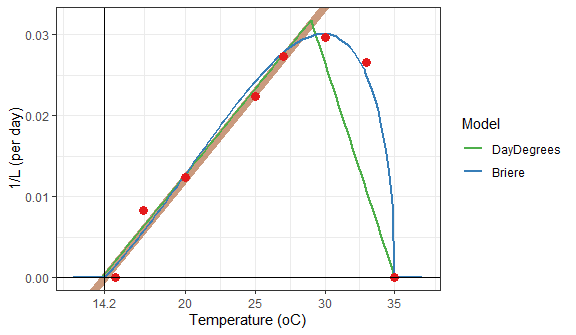 0.03
0.02
0.01
0.00
1/L (per day)
14.2 20 25 30 35
Temperature (oC)
Model
DayDegrees
Briere